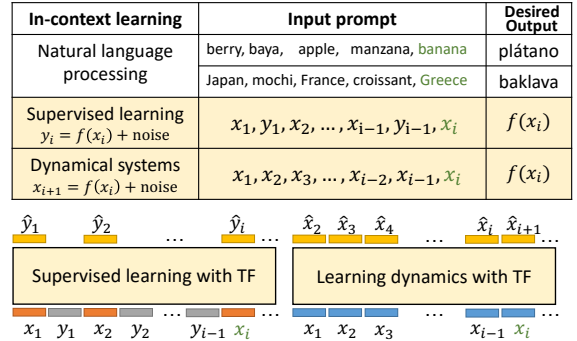 In-context learning Input prompt Desired Output
Natural language processing
berry, baya, apple, manzana, banana plátano
Japan, mochi, France, croissant, Greece baklava
Supervised learning
yᵢ = f(xᵢ) + noise
x₁, y₁, x₂, …, xᵢ₋₁, yᵢ₋₁, xᵢ f(xᵢ)
Dynamical systems
xᵢ₊₁ = f(xᵢ) + noise
x₁, x₂, x₃, …, xᵢ₋₂, xᵢ₋₁, xᵢ f(xᵢ)
ŷ₁ ŷ₂ … ŷᵢ … x̂₂ x̂₃ x̂₄ … x̂ᵢ x̂ᵢ₊₁
Supervised learning with TF Learning dynamics with TF
… … … …
x₁ y₁ x₂ y₂ yᵢ₋₁ xᵢ x₁ x₂ x₃ xᵢ₋₁ xᵢ